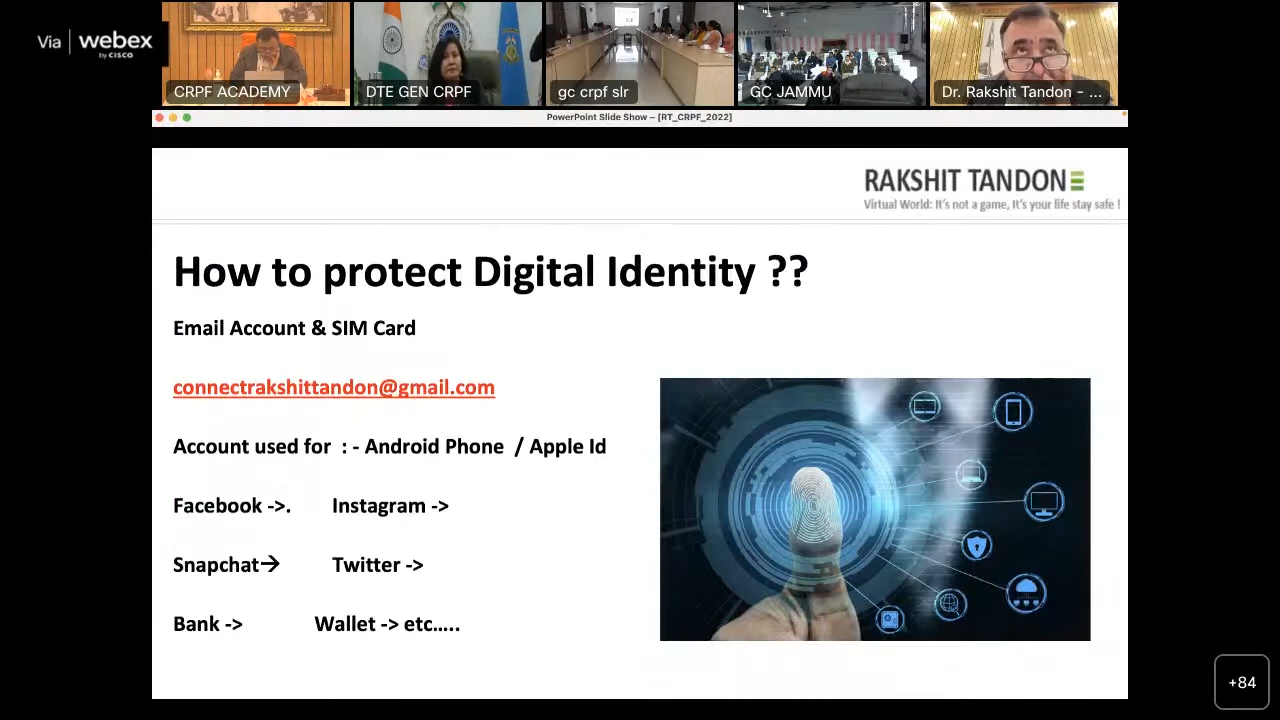 Via webex
by CISCO
CRPF ACADEMY
DTE GEN CRPF
gc crpf slr
GC JAMMU
Dr. Rakshit Tandon - ...
PowerPoint Slide Show – [RT_CRPF_2022]
RAKSHIT TANDON
Virtual World: It's not a game, It's your life stay safe !
How to protect Digital Identity ??
Email Account & SIM Card
connectrakshittandon@gmail.com
Account used for : - Android Phone / Apple Id
Facebook ->. Instagram ->
Snapchat→ Twitter ->
Bank -> Wallet -> etc…..
+84